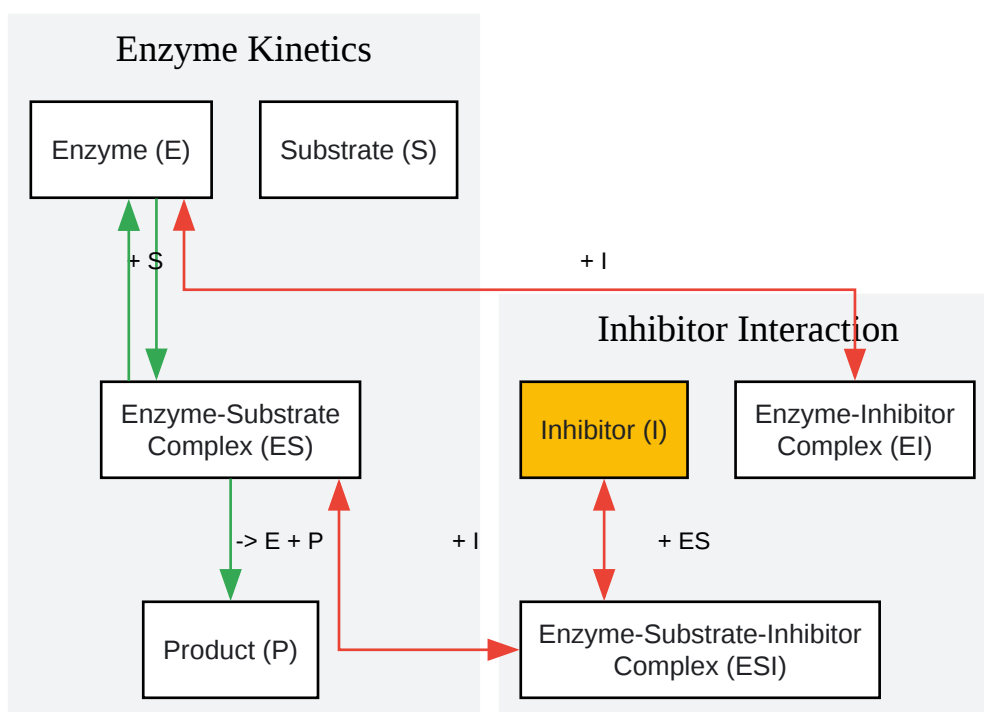 Enzyme Kinetics
Enzyme (E)
Substrate (S)
+ S
+ I
Inhibitor Interaction
Enzyme-Substrate
Complex (ES)
Inhibitor (I)
Enzyme-Inhibitor
Complex (EI)
-> E + P
+ I
+ ES
Product (P)
Enzyme-Substrate-Inhibitor
Complex (ESI)